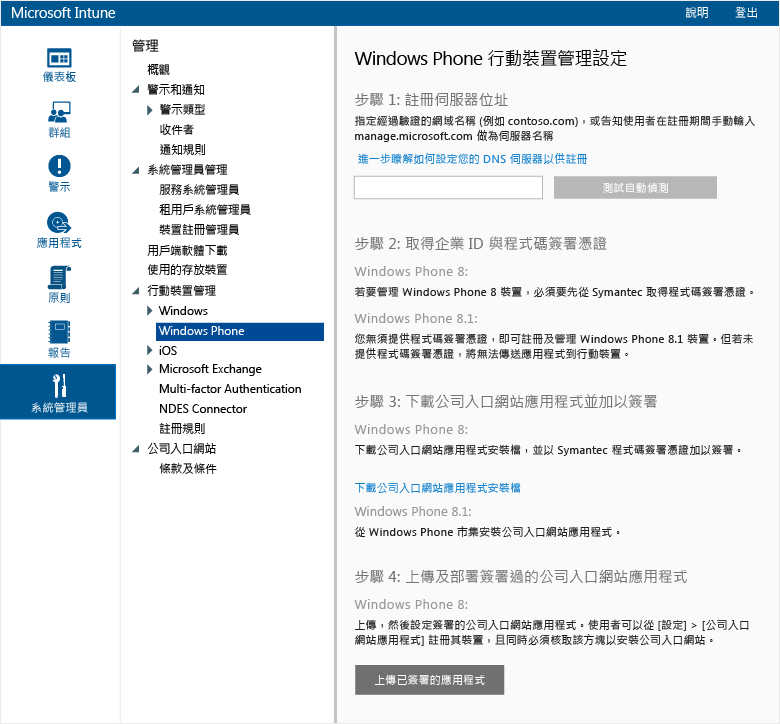 Microsoft Intune
說明
登出
儀表板
群組
警示
應用程式
原則
報告
系統管理員
管理
概觀
警示和通知
警示類型
收件者
通知規則
系統管理員管理
服務系統管理員
租用戶系統管理員
裝置註冊管理員
用戶端軟體下載
使用的存放裝置
行動裝置管理
Windows
Windows Phone
iOS
Microsoft Exchange
Multi-factor Authentication
NDES Connector
註冊規則
公司入口網站
條款及條件
Windows Phone 行動裝置管理設定
步驟 1: 註冊伺服器位址
指定經過驗證的網域名稱 (例如 contoso.com)，或告知使用者在註冊期間手動輸入
manage.microsoft.com 做為伺服器名稱
進一步瞭解如何設定您的 DNS 伺服器以供註冊
測試自動偵測
步驟 2: 取得企業 ID 與程式碼簽署憑證
Windows Phone 8:
若要管理 Windows Phone 8 裝置，必須要先從 Symantec 取得程式碼簽署憑證。
Windows Phone 8.1:
您無須提供程式碼簽署憑證，即可註冊及管理 Windows Phone 8.1 裝置。但若未
提供程式碼簽署憑證，將無法傳送應用程式到行動裝置。
步驟 3: 下載公司入口網站應用程式並加以簽署
Windows Phone 8:
下載公司入口網站應用程式安裝檔，並以 Symantec 程式碼簽署憑證加以簽署。
下載公司入口網站應用程式安裝檔
Windows Phone 8.1:
從 Windows Phone 市集安裝公司入口網站應用程式。
步驟 4: 上傳及部署簽署過的公司入口網站應用程式
Windows Phone 8:
上傳，然後設定簽署的公司入口網站應用程式。使用者可以從 [設定] > [公司入口
網站應用程式] 註冊其裝置，且同時必須核取該方塊以安裝公司入口網站。
上傳已簽署的應用程式